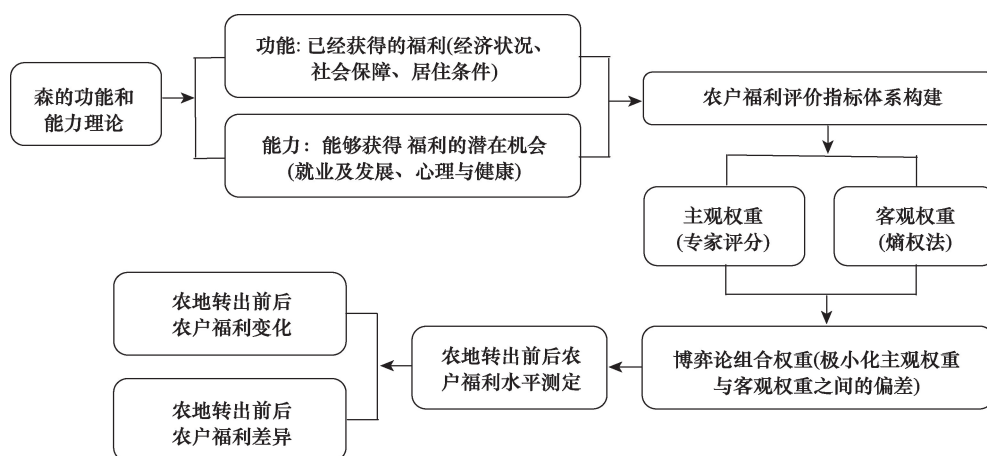 森的功能和
能力理论
功能: 已经获得的福利(经济状况、
社会保障、居住条件)
能力：能够获得 福利的潜在机会
(就业及发展、心理与健康)
农户福利评价指标体系构建
主观权重
(专家评分)
客观权重
(熵权法)
博弈论组合权重(极小化主观权重
与客观权重之间的偏差)
农地转出前后农
户福利水平测定
农地转出前后
农户福利变化
农地转出前后
农户福利差异